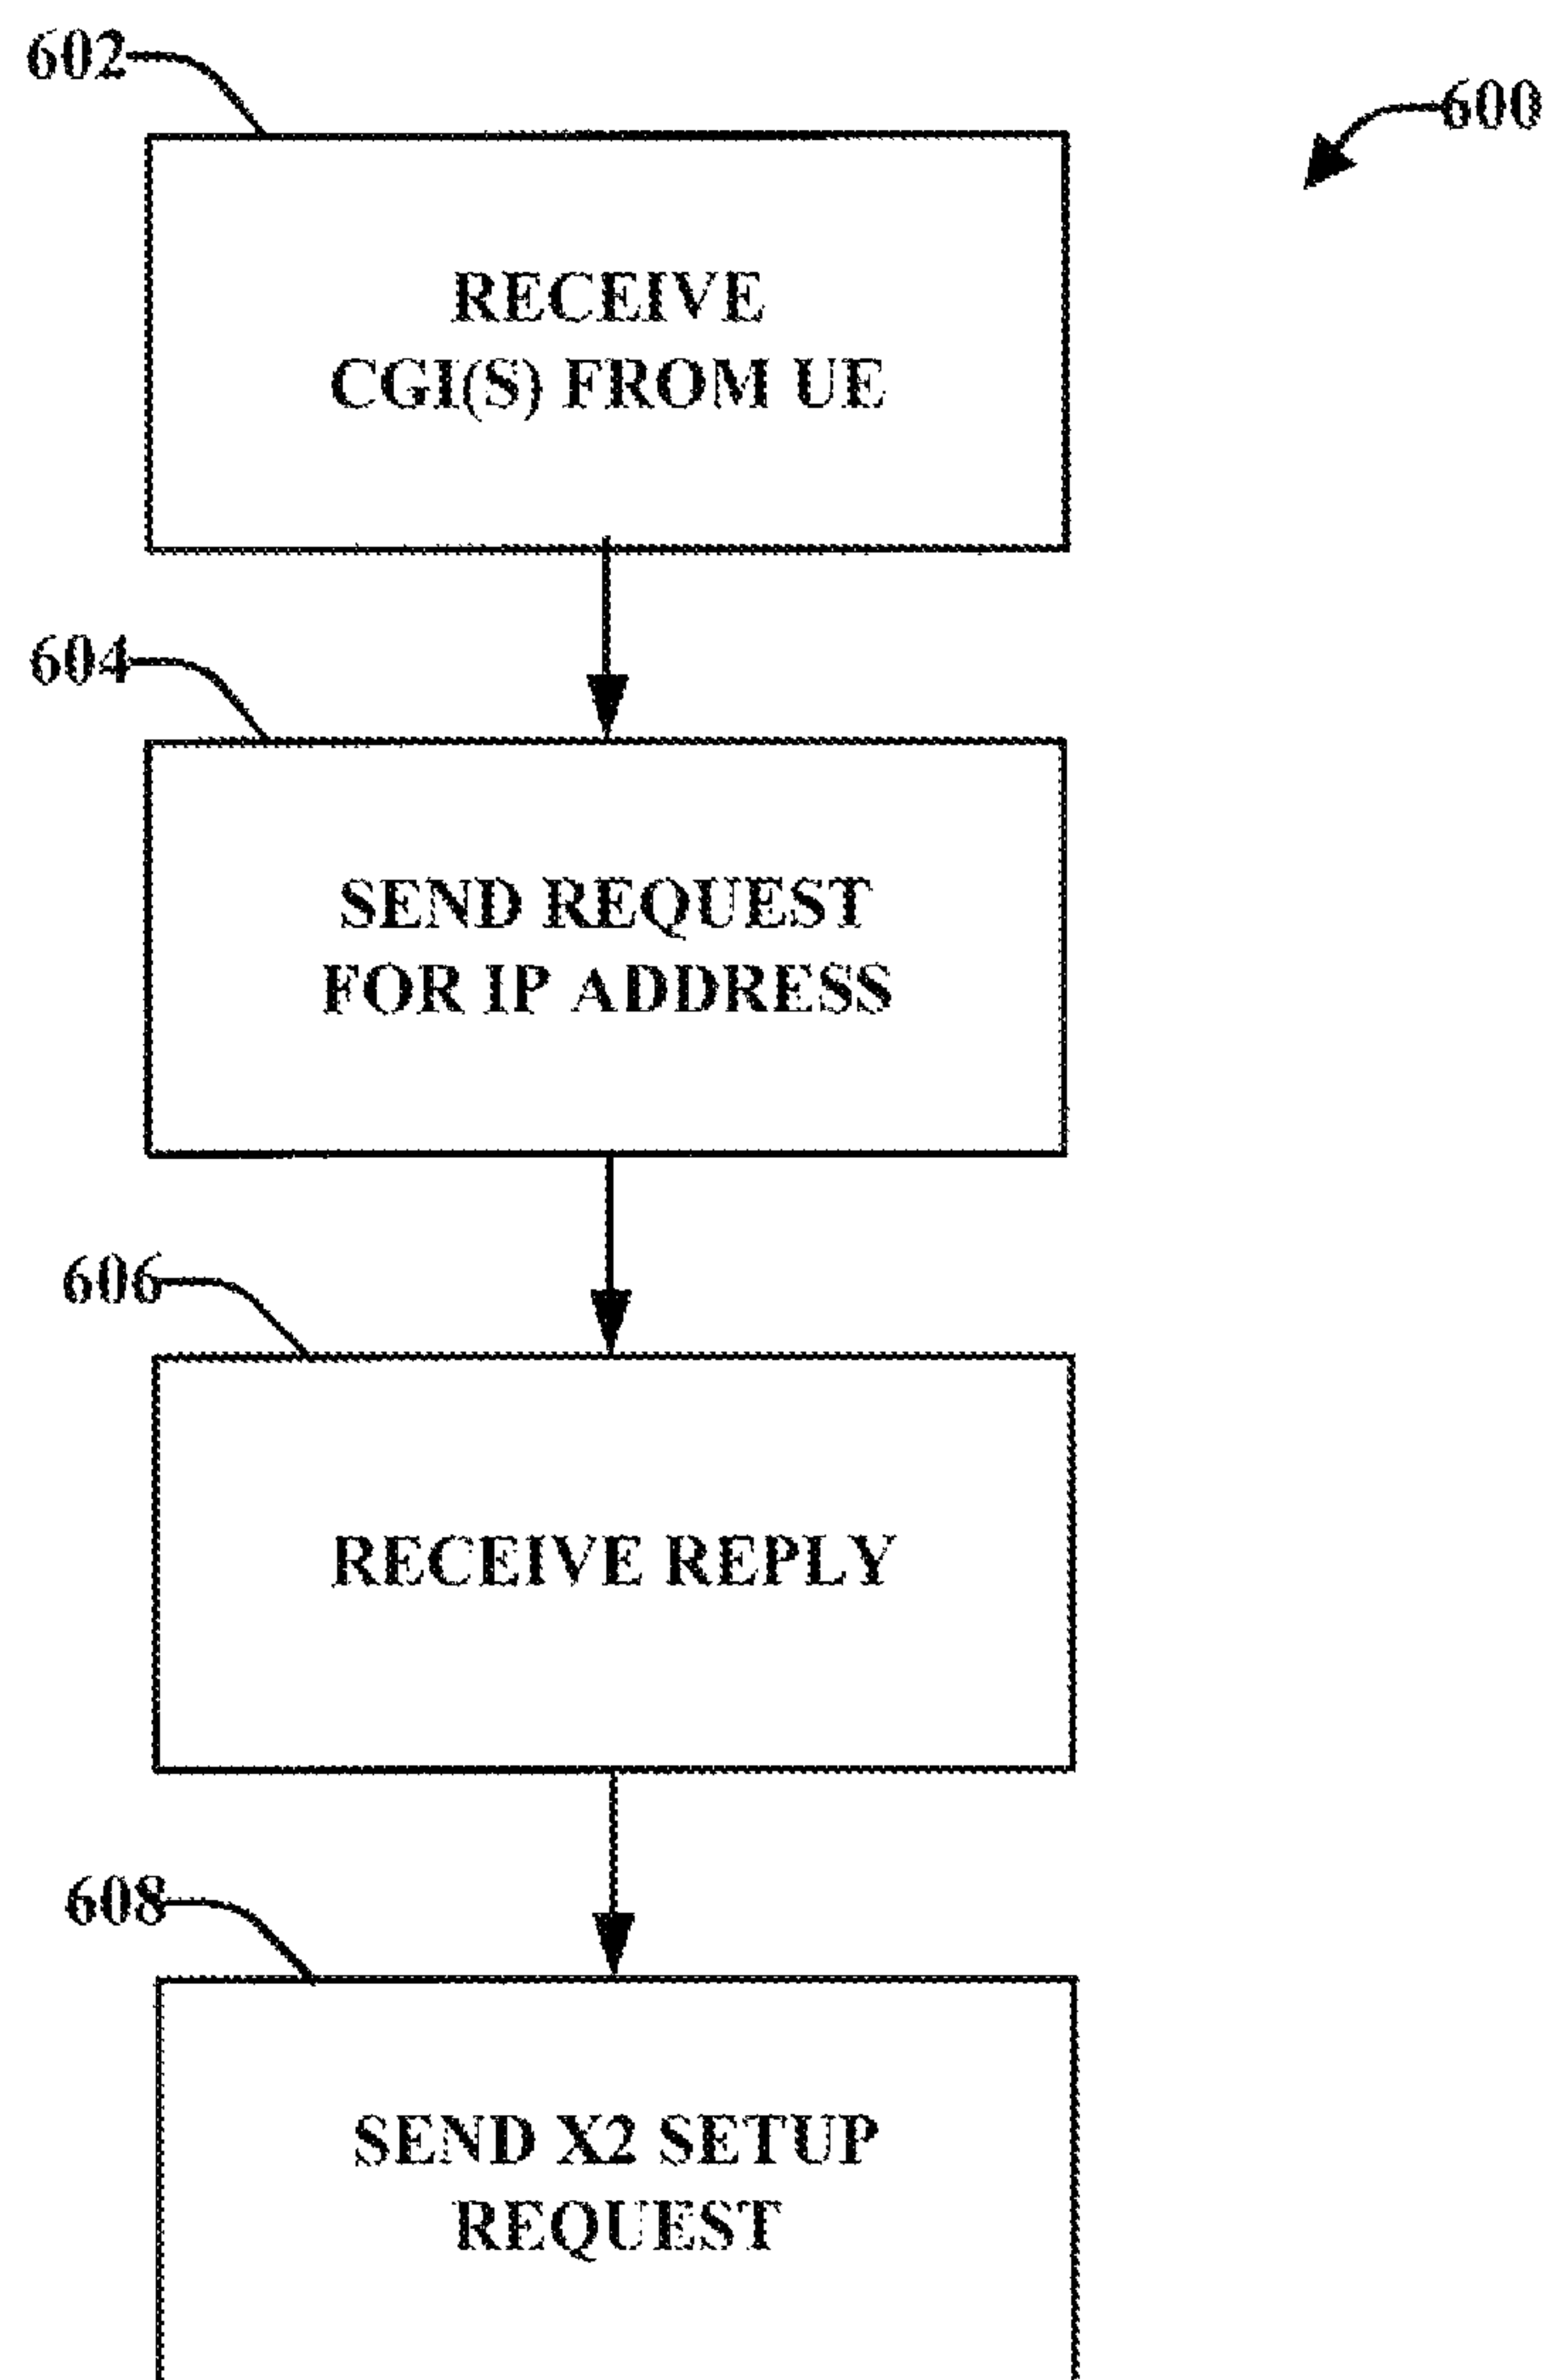 602
600
RECEIVE
CGI(S) FROM UE
604
SEND REQUEST
FOR IP ADDRESS
606
RECEIVE REPLY
608
SEND X2 SETUP
REQUEST